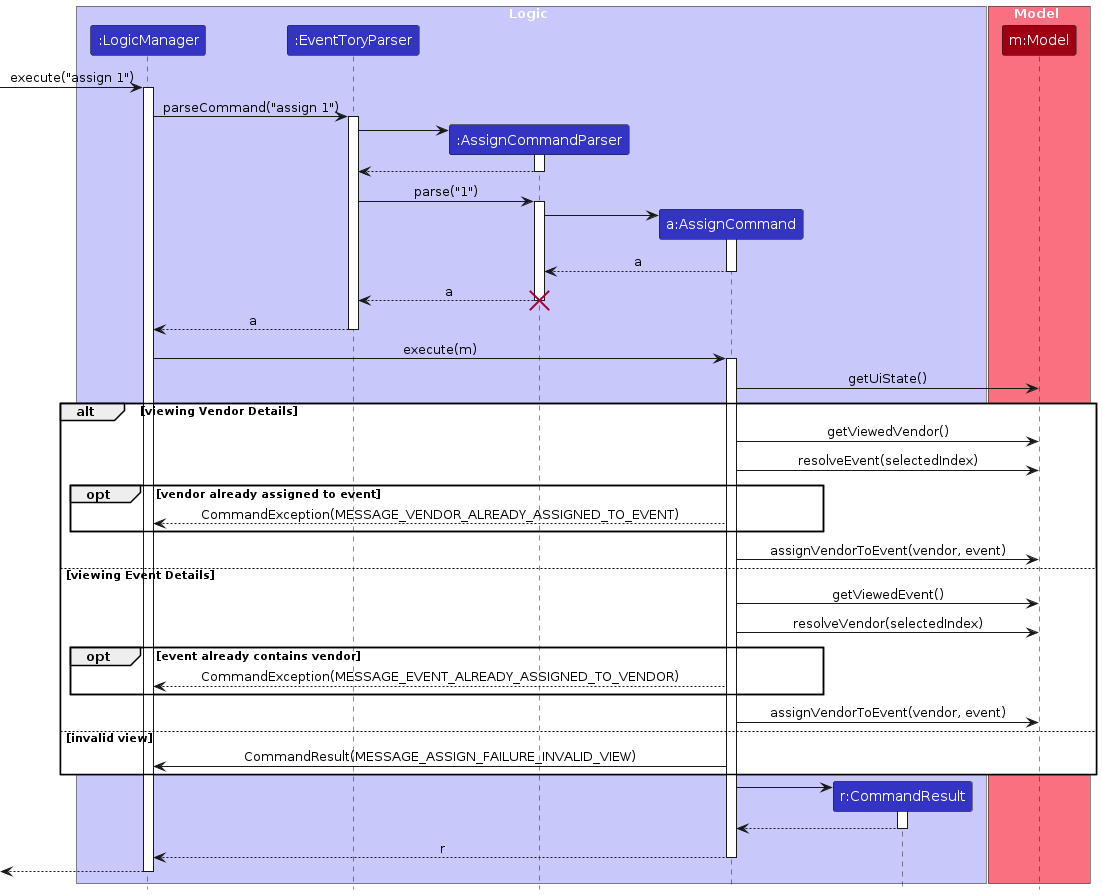 Logic
Model
:LogicManager
:EventToryParser
m:Model
execute("assign 1")
parseCommand("assign 1")
:AssignCommandParser
parse("1")
a:AssignCommand
a
a
a
execute(m)
getUiState()
alt
[viewing Vendor Details]
getViewedVendor()
resolveEvent(selectedIndex)
opt
[vendor already assigned to event]
CommandException(MESSAGE_VENDOR_ALREADY_ASSIGNED_TO_EVENT)
assignVendorToEvent(vendor, event)
[viewing Event Details]
getViewedEvent()
resolveVendor(selectedIndex)
opt
[event already contains vendor]
CommandException(MESSAGE_EVENT_ALREADY_ASSIGNED_TO_VENDOR)
assignVendorToEvent(vendor, event)
[invalid view]
CommandResult(MESSAGE_ASSIGN_FAILURE_INVALID_VIEW)
r:CommandResult
r